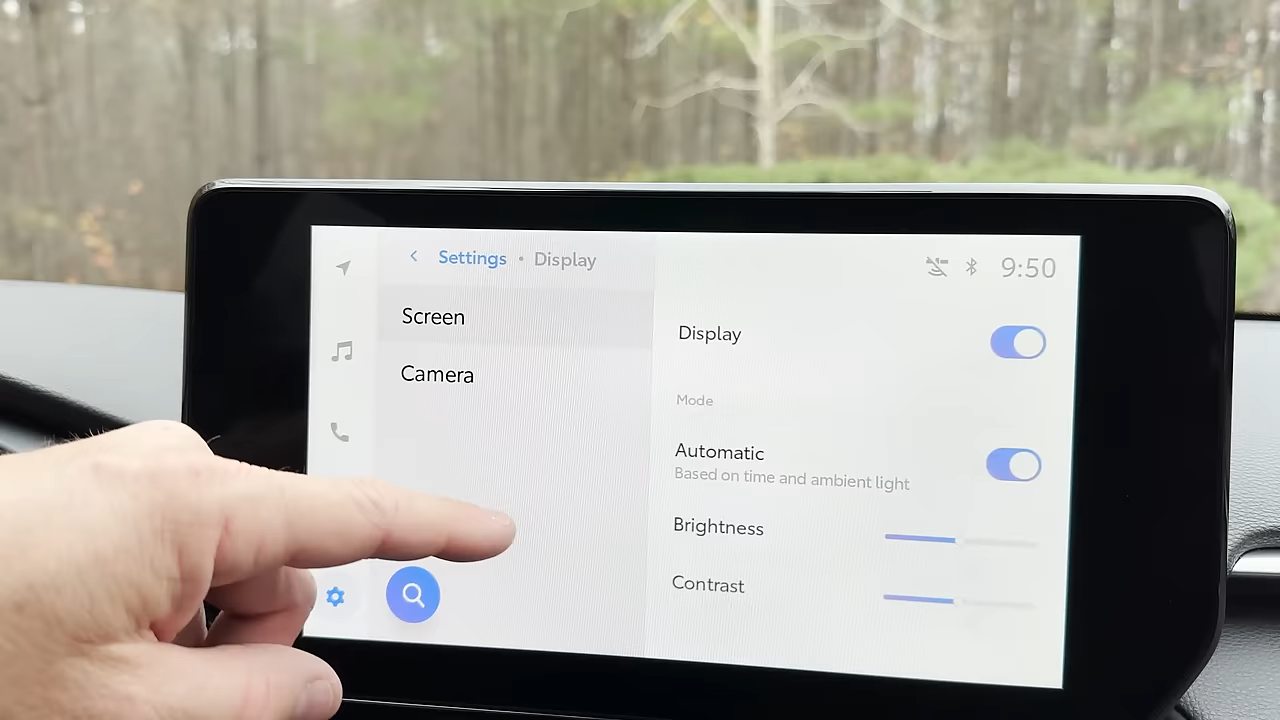 Settings • Display
9:50
Screen
Camera
Display
Mode
Automatic
Based on time and ambient light
Brightness
Contrast